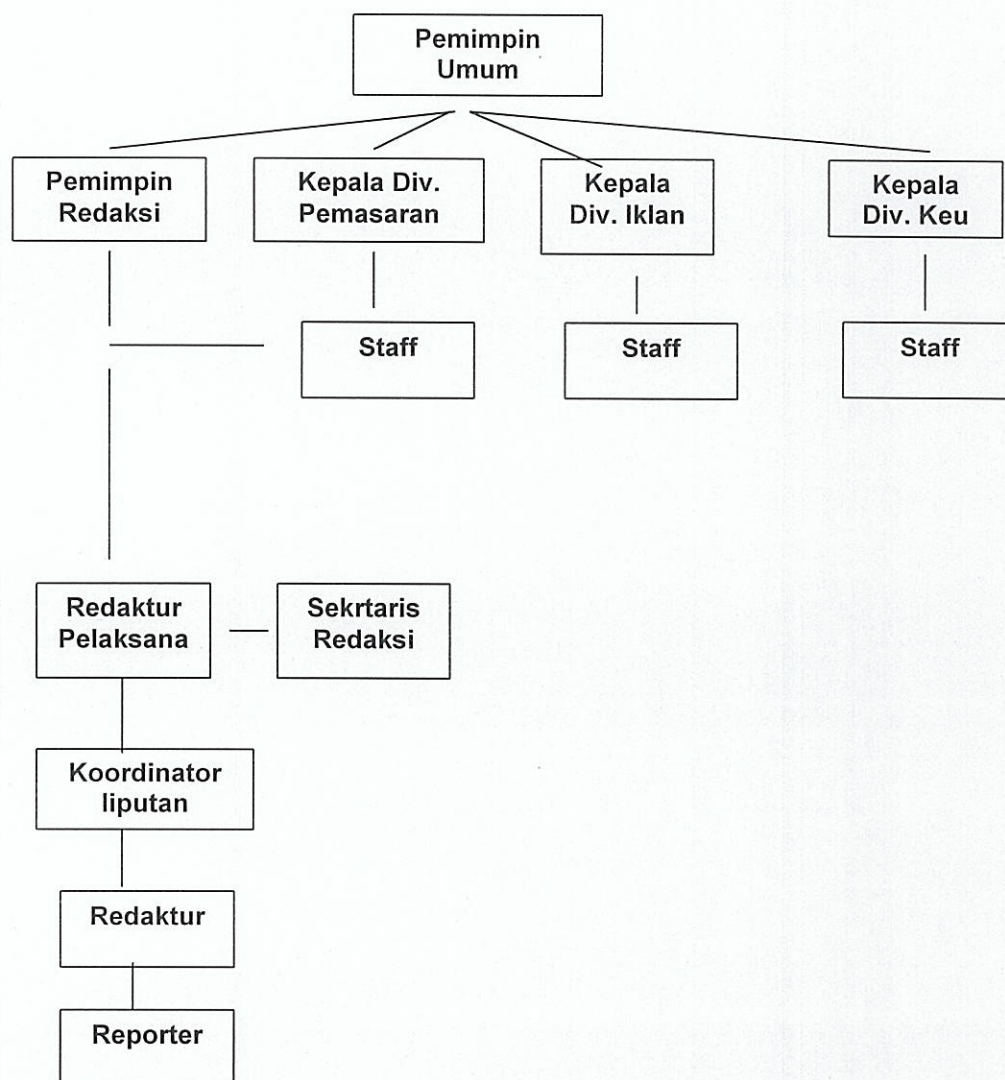 Pemimpin
Umum
Pemimpin
Redaksi
Kepala Div.
Pemasaran
Kepala
Div. Iklan
Kepala
Div. Keu
Staff
Staff
Staff
Redaktur
Pelaksana
Sekrtaris
Redaksi
Koordinator
liputan
Redaktur
Reporter